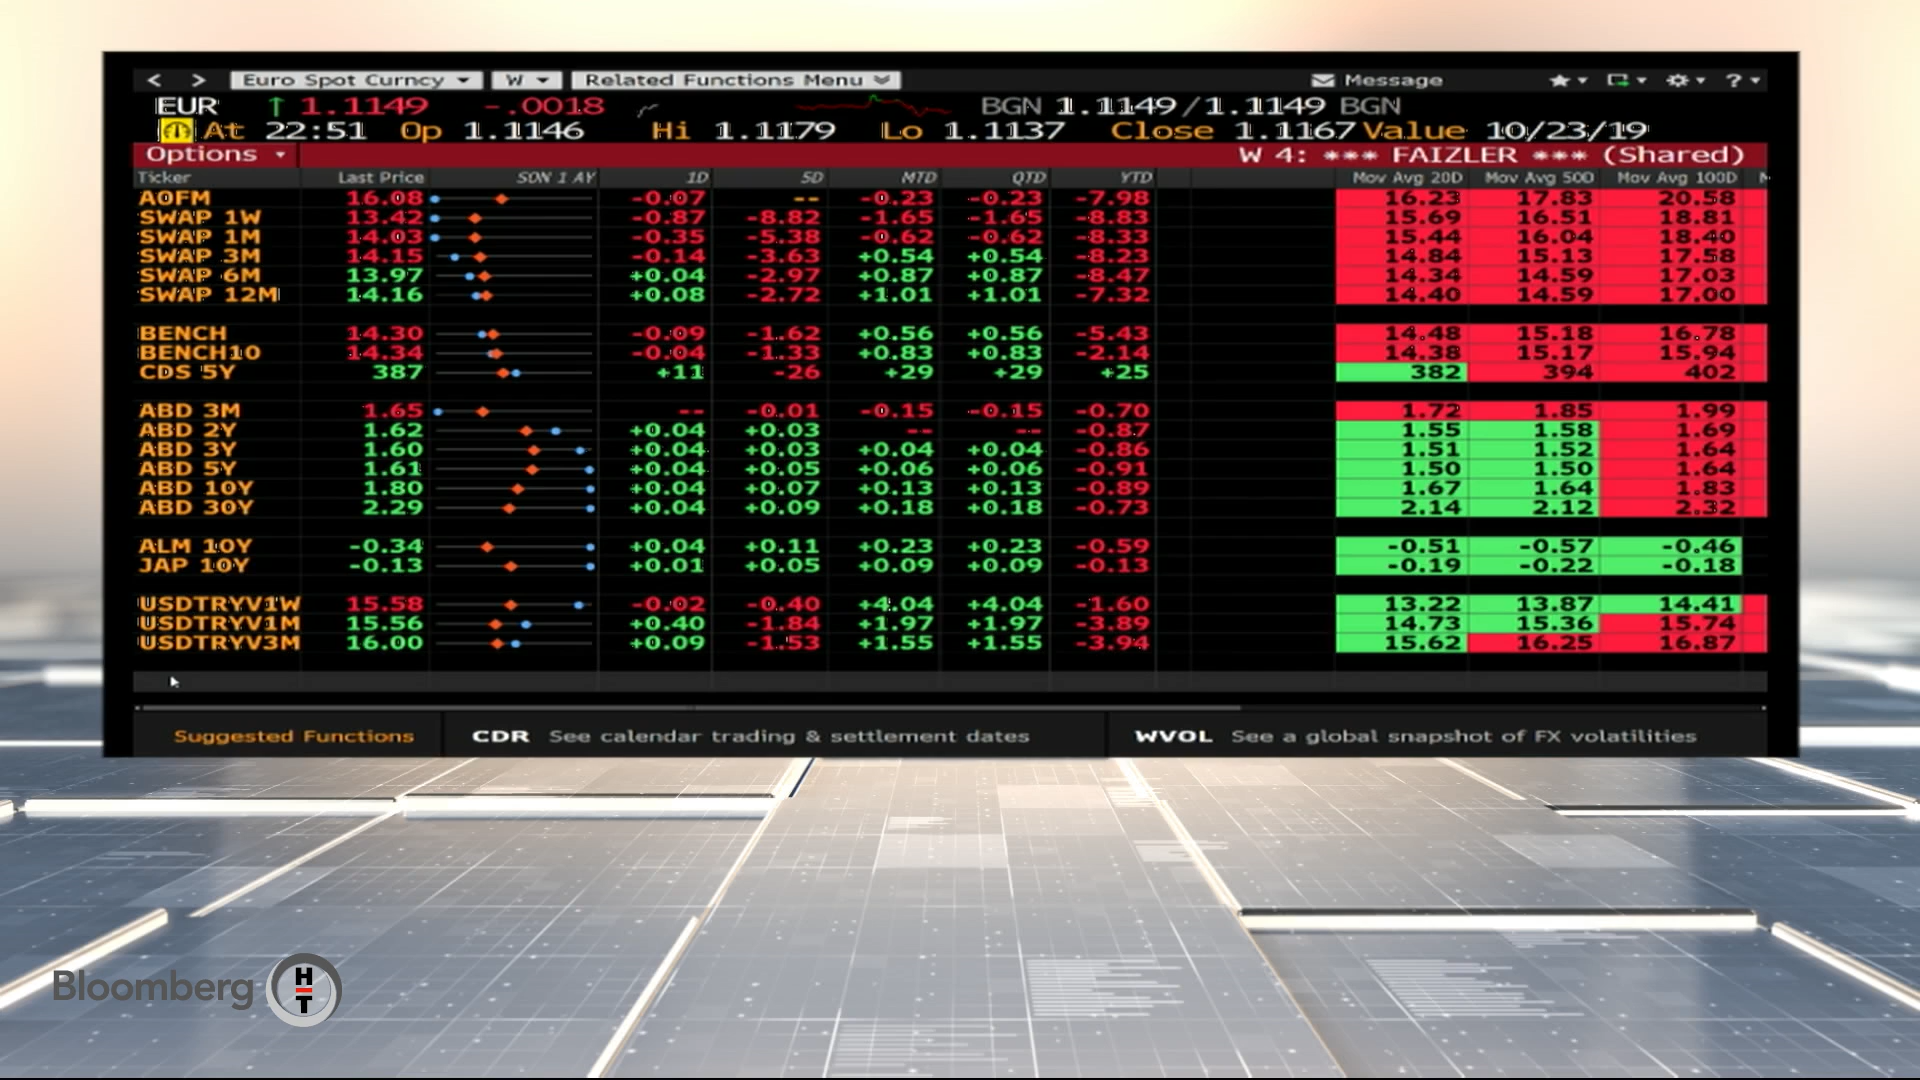 < > Euro Spot Curncy W Related Functions Menu Message ?
EUR ↑ 1.1149 -.0018 BGN 1.1149/1.1149 BGN
At 22:51 Op 1.1146 Hi 1.1179 Lo 1.1137 Close 1.1167 Value 10/23/19
Options W 4: *** FAIZLER *** (Shared)
Ticker Last Price SON 1 AY 1D 5D MTD QTD YTD Mov Avg 20D Mov Avg 50D Mov Avg 100D
AOFM 16.08 -0.07 -- -0.23 -0.23 -7.98 16.23 17.83 20.58
SWAP 1W 13.42 -0.87 -8.82 -1.65 -1.65 -8.83 15.69 16.51 18.81
SWAP 1M 14.03 -0.35 -5.38 -0.62 -0.62 -8.33 15.44 16.04 18.40
SWAP 3M 14.15 -0.14 -3.63 +0.54 +0.54 -8.23 14.84 15.13 17.58
SWAP 6M 13.97 +0.04 -2.97 +0.87 +0.87 -8.47 14.34 14.59 17.03
SWAP 12M 14.16 +0.08 -2.72 +1.01 +1.01 -7.32 14.40 14.59 17.00
BENCH 14.30 -0.09 -1.62 +0.56 +0.56 -5.43 14.48 15.18 16.78
BENCH10 14.34 -0.04 -1.33 +0.83 +0.83 -2.14 14.38 15.17 15.94
CDS 5Y 387 +11 -26 +29 +29 +25 382 394 402
ABD 3M 1.65 -- -0.01 -0.15 -0.15 -0.70 1.72 1.85 1.99
ABD 2Y 1.62 +0.04 +0.03 -- -- -0.87 1.55 1.58 1.69
ABD 3Y 1.60 +0.04 +0.03 +0.04 +0.04 -0.86 1.51 1.52 1.64
ABD 5Y 1.61 +0.04 +0.05 +0.06 +0.06 -0.91 1.50 1.50 1.64
ABD 10Y 1.80 +0.04 +0.07 +0.13 +0.13 -0.89 1.67 1.64 1.83
ABD 30Y 2.29 +0.04 +0.09 +0.18 +0.18 -0.73 2.14 2.12 2.32
ALM 10Y -0.34 +0.04 +0.11 +0.23 +0.23 -0.59 -0.51 -0.57 -0.46
JAP 10Y -0.13 +0.01 +0.05 +0.09 +0.09 -0.13 -0.19 -0.22 -0.18
USDTRYV1W 15.58 -0.02 -0.40 +4.04 +4.04 -1.60 13.22 13.87 14.41
USDTRYV1M 15.56 +0.40 -1.84 +1.97 +1.97 -3.89 14.73 15.36 15.74
USDTRYV3M 16.00 +0.09 -1.53 +1.55 +1.55 -3.94 15.62 16.25 16.87
Suggested Functions CDR See calendar trading & settlement dates WVOL See a global snapshot of FX volatilities
Bloomberg HT